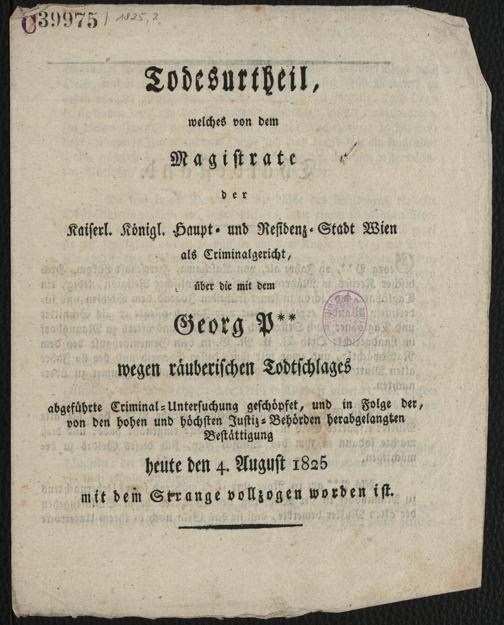 C39975 / 1825, 2.
Todesurtheil,
welches von dem
Magistrate
der
Kaiserl. Königl. Haupt- und Residenz-Stadt Wien
als Criminalgericht,
über die mit dem
Georg P**
wegen räuberischen Todtschlages
abgeführte Criminal-Untersuchung geschöpfet, und in Folge der,
von den hohen und höchsten Justiz-Behörden herabgelangten
Bestättigung
heute den 4. August 1825
mit dem Strange vollzogen worden ist.